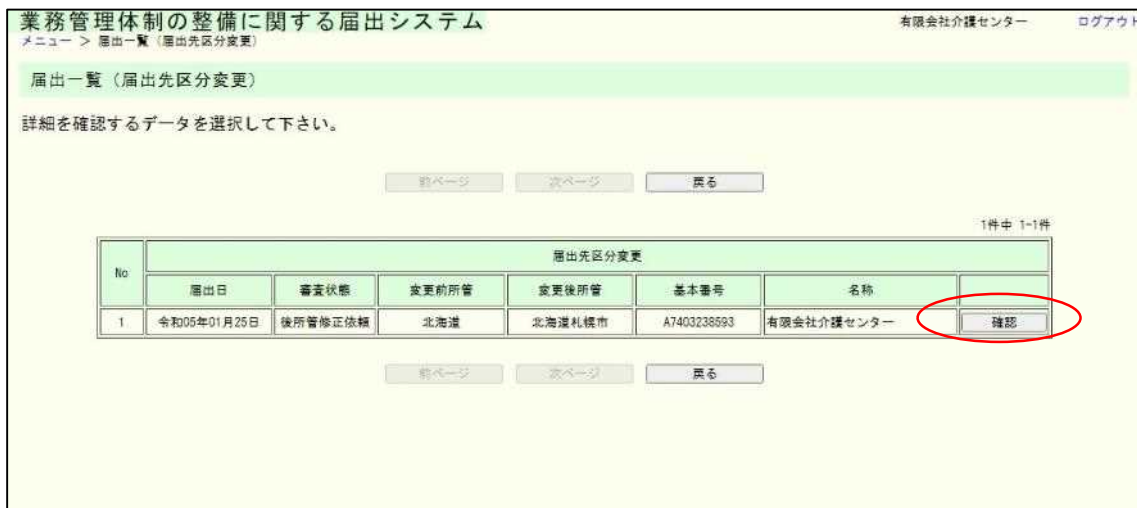 業務管理体制の整備に関する届出システム
有限会社介護センター ログアウト
メニュー > 届出一覧(届出先区分変更)
届出一覧(届出先区分変更)
詳細を確認するデータを選択して下さい。
前ページ 次ページ 戻る
1件中 1-1件
No 届出先区分変更
届出日 審査状態 変更前所管 変更後所管 基本番号 名称
1 令和05年01月25日 後所管修正依頼 北海道 北海道札幌市 A7403238593 有限会社介護センター 確認
前ページ 次ページ 戻る